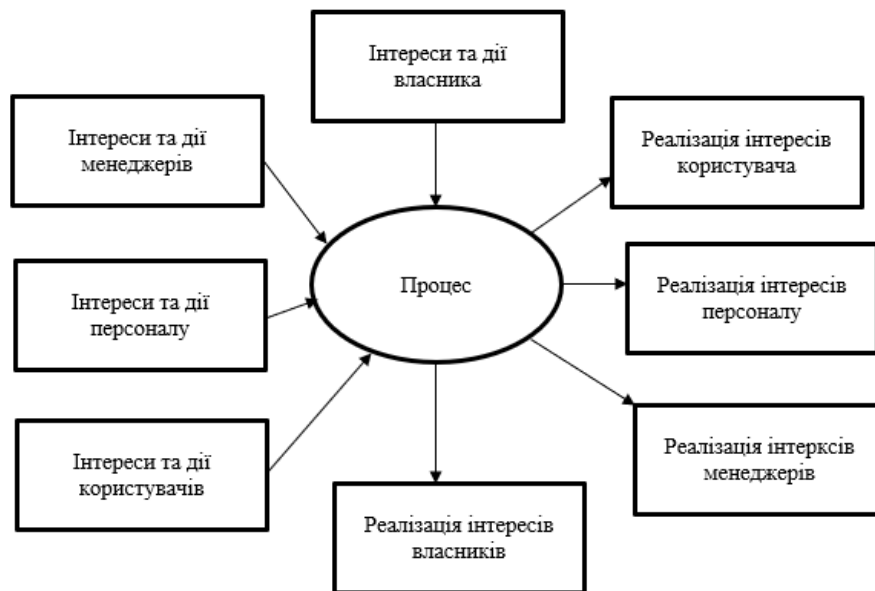 Інтереси та дії
власника
Інтереси та дії
менеджерів
Реалізація інтересів
користувача
Інтереси та дії
персоналу
Процес
Реалізація інтересів
персоналу
Інтереси та дії
користувачів
Реалізація інтерксів
менеджерів
Реалізація інтересів
власників